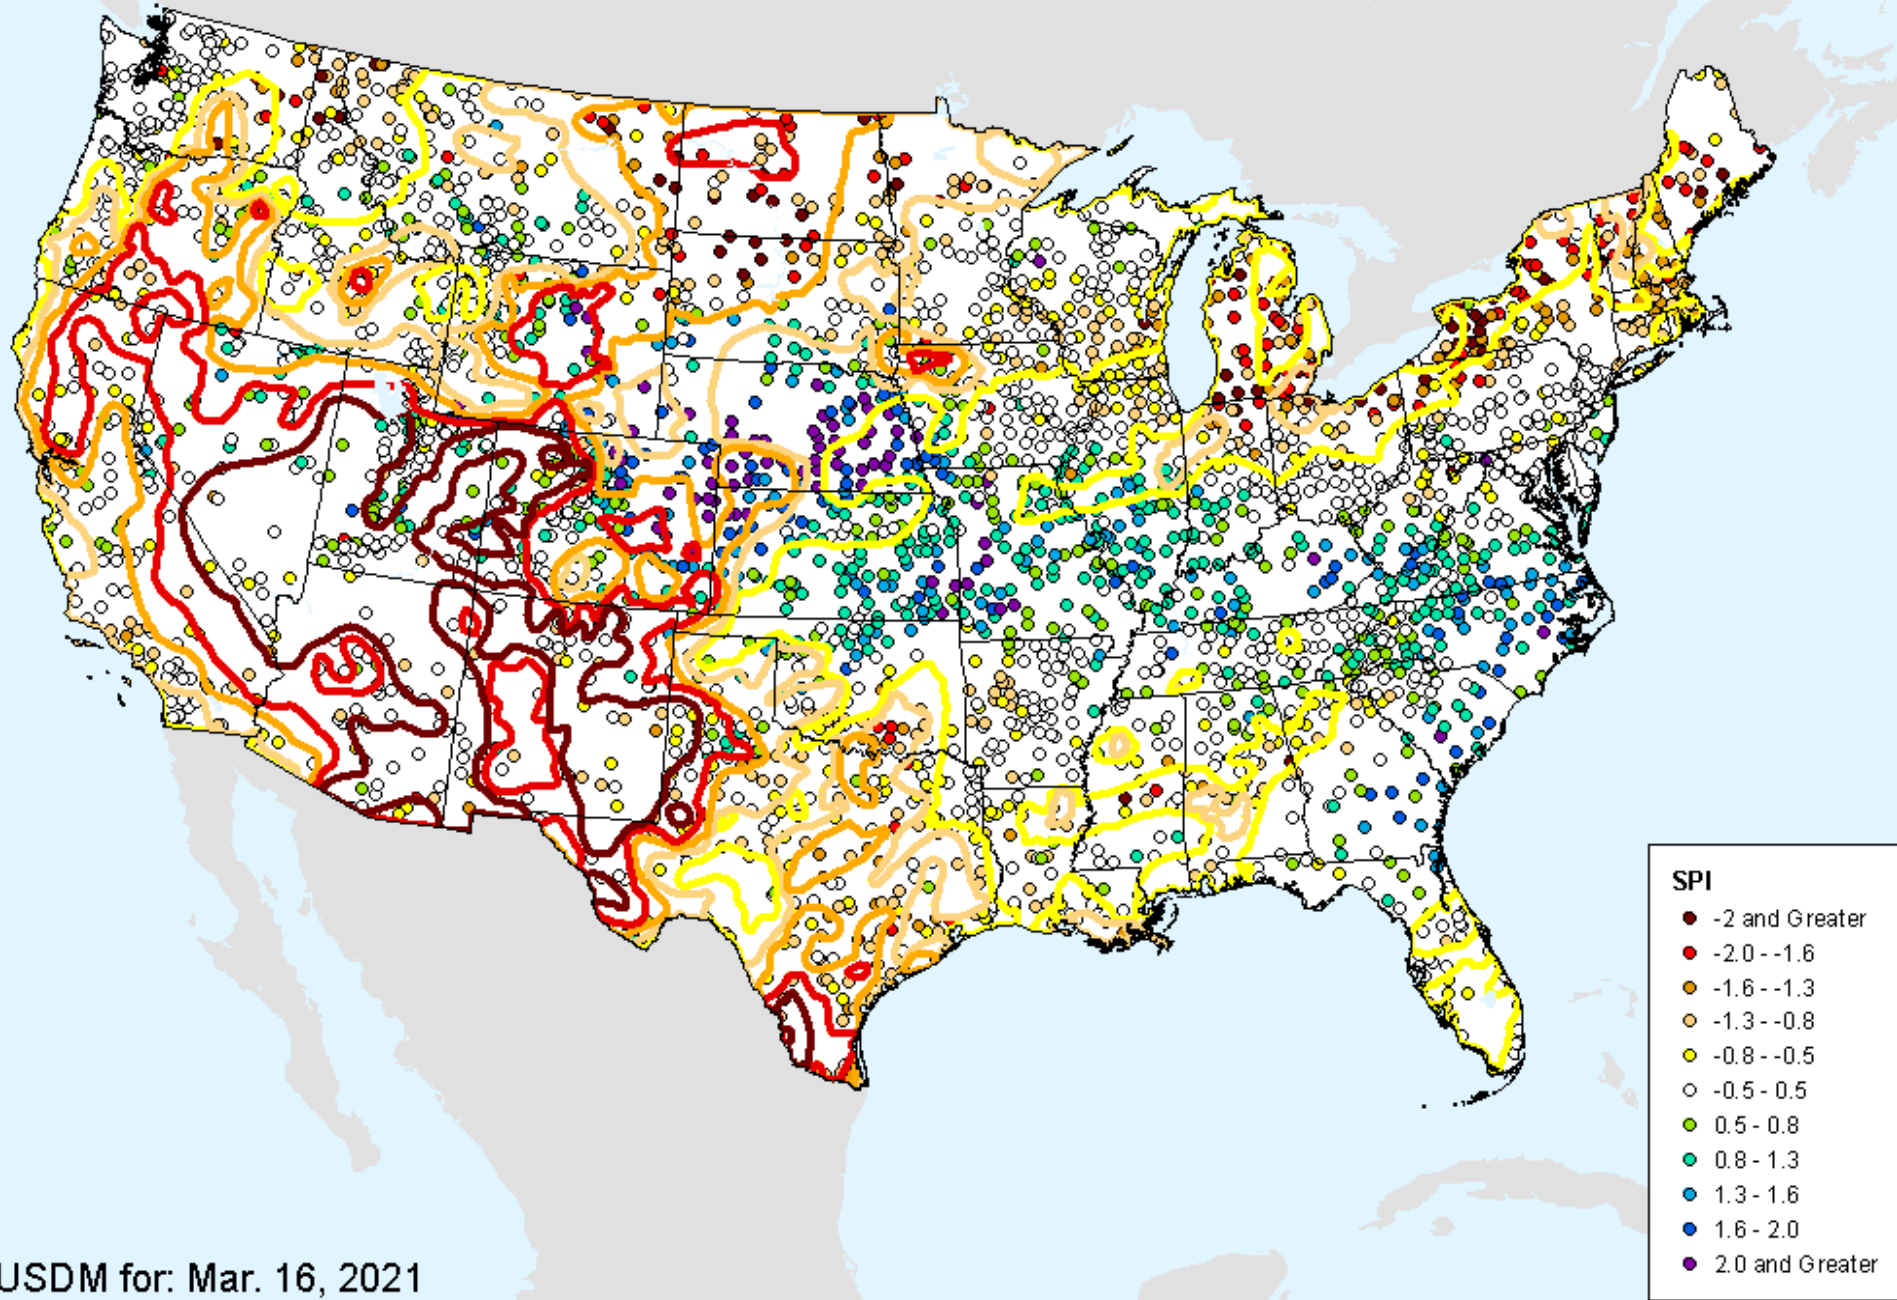 SPI
-2 and Greater
-2.0 - -1.6
-1.6 - -1.3
-1.3 - -0.8
-0.8 - -0.5
-0.5 - 0.5
0.5 - 0.8
0.8 - 1.3
1.3 - 1.6
1.6 - 2.0
2.0 and Greater
USDM for: Mar. 16, 2021